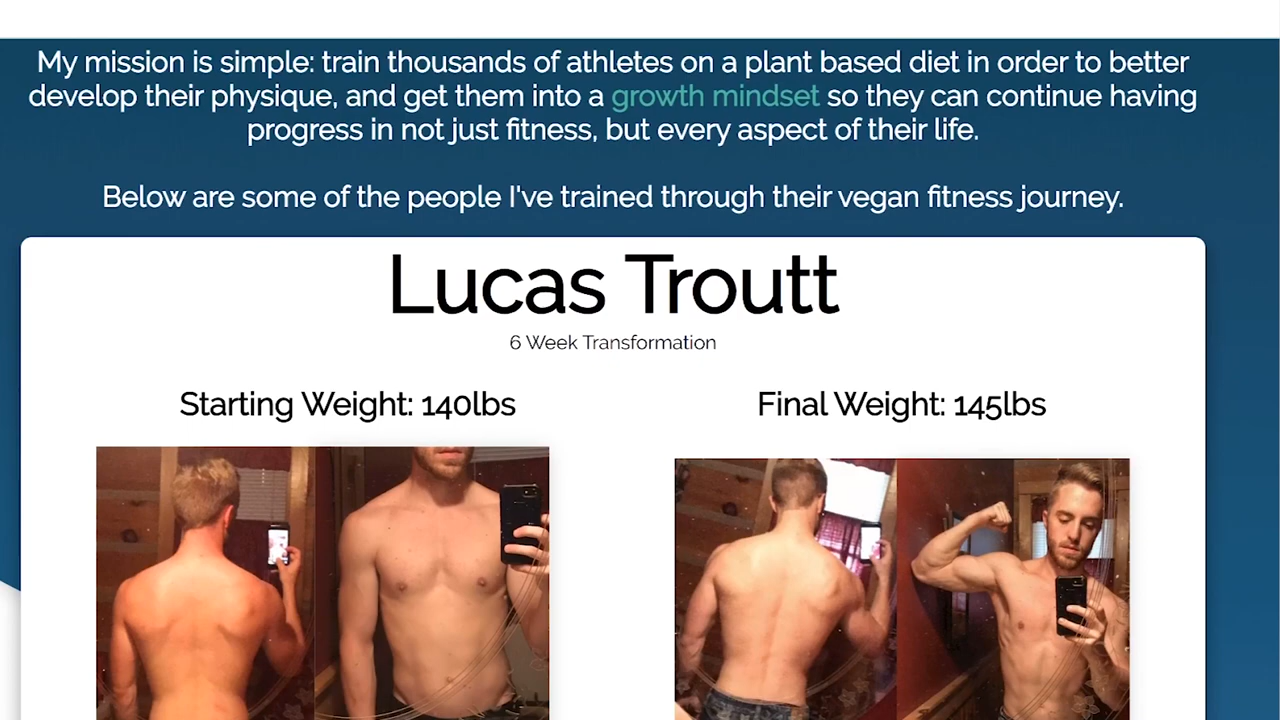 My mission is simple: train thousands of athletes on a plant based diet in order to better
develop their physique, and get them into a growth mindset so they can continue having
progress in not just fitness, but every aspect of their life.
Below are some of the people I've trained through their vegan fitness journey.
Lucas Troutt
6 Week Transformation
Starting Weight: 140lbs
Final Weight: 145lbs